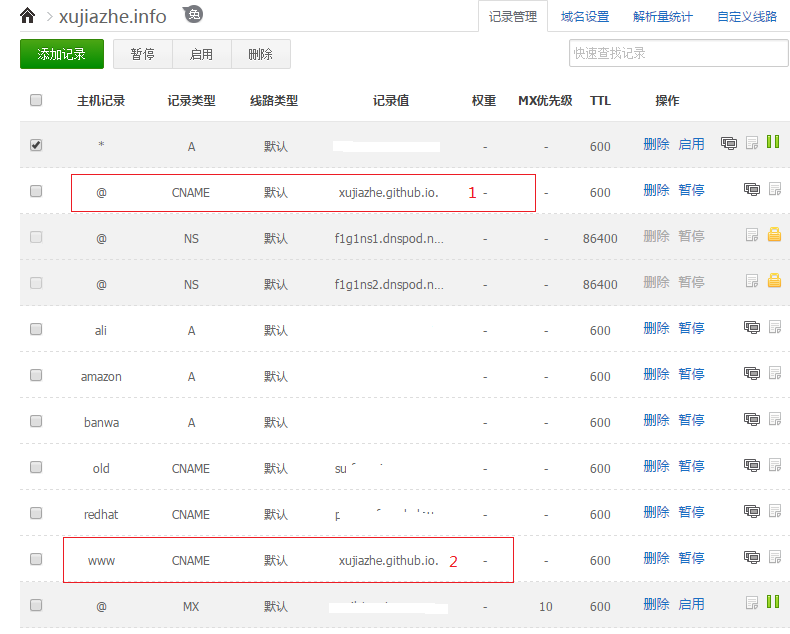 xujiazhe.info 免 记录管理 域名设置 解析量统计 自定义线路
添加记录 暂停 启用 删除 快速查找记录
主机记录 记录类型 线路类型 记录值 权重 MX优先级 TTL 操作
* A 默认 - - 600 删除 启用
@ CNAME 默认 xujiazhe.github.io. 1 - - 600 删除 暂停
@ NS 默认 f1g1ns1.dnspod.n... - - 86400 删除 暂停
@ NS 默认 f1g1ns2.dnspod.n... - - 86400 删除 暂停
ali A 默认 - - 600 删除 暂停
amazon A 默认 - - 600 删除 暂停
banwa A 默认 - - 600 删除 暂停
old CNAME 默认 - - 600 删除 暂停
redhat CNAME 默认 - - 600 删除 暂停
www CNAME 默认 xujiazhe.github.io. 2 - - 600 删除 暂停
@ MX 默认 - 10 600 删除 启用